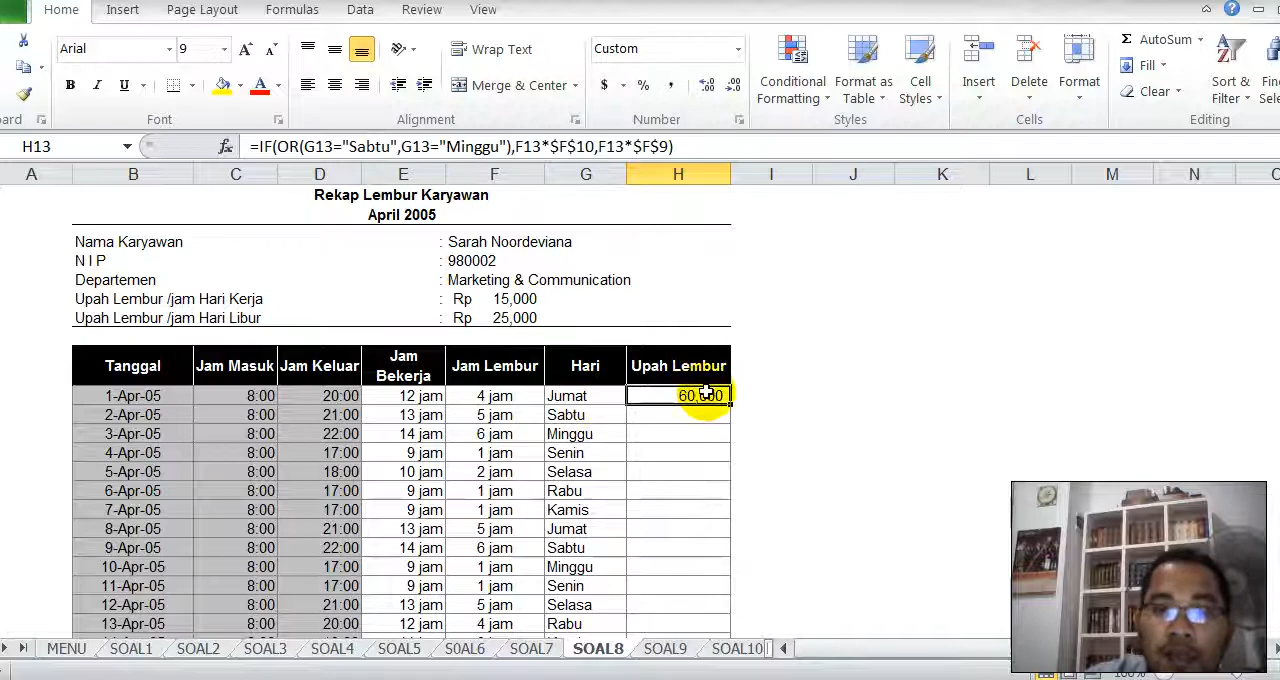 Home Insert Page Layout Formulas Data Review View
Arial 9 Wrap Text Custom AutoSum
Fill
B I U Merge & Center $ % , Conditional Formatting Format as Table Cell Styles Insert Delete Format Clear Sort & Filter
Font Alignment Number Styles Cells Editing
H13 fx =IF(OR(G13="Sabtu",G13="Minggu"),F13*$F$10,F13*$F$9)
A B C D E F G H I J K L M N
Rekap Lembur Karyawan
April 2005
Nama Karyawan : Sarah Noordeviana
N I P : 980002
Departemen : Marketing & Communication
Upah Lembur /jam Hari Kerja : Rp 15,000
Upah Lembur /jam Hari Libur : Rp 25,000
Tanggal Jam Masuk Jam Keluar Jam Bekerja Jam Lembur Hari Upah Lembur
1-Apr-05 8:00 20:00 12 jam 4 jam Jumat
2-Apr-05 8:00 21:00 13 jam 5 jam Sabtu
3-Apr-05 8:00 22:00 14 jam 6 jam Minggu
4-Apr-05 8:00 17:00 9 jam 1 jam Senin
5-Apr-05 8:00 18:00 10 jam 2 jam Selasa
6-Apr-05 8:00 17:00 9 jam 1 jam Rabu
7-Apr-05 8:00 17:00 9 jam 1 jam Kamis
8-Apr-05 8:00 21:00 13 jam 5 jam Jumat
9-Apr-05 8:00 22:00 14 jam 6 jam Sabtu
10-Apr-05 8:00 17:00 9 jam 1 jam Minggu
11-Apr-05 8:00 17:00 9 jam 1 jam Senin
12-Apr-05 8:00 21:00 13 jam 5 jam Selasa
13-Apr-05 8:00 20:00 12 jam 4 jam Rabu
MENU SOAL1 SOAL2 SOAL3 SOAL4 SOAL5 S0AL6 SOAL7 SOAL8 SOAL9 SOAL10
100%